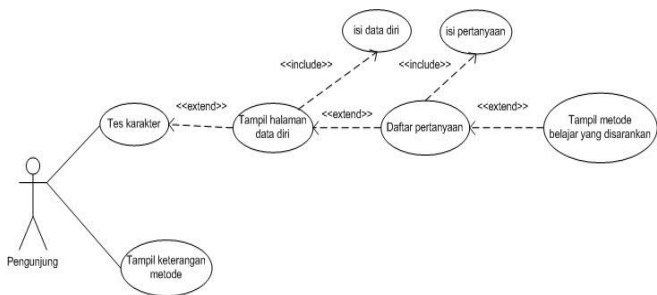 isi data diri
isi pertanyaan
<<include>>
<<include>>
Tes karakter
<<extend>>
Tampil halaman
data diri
<<extend>>
Daftar pertanyaan
<<extend>>
Tampil metode
belajar yang disarankan
Pengunjung
Tampil keterangan
metode